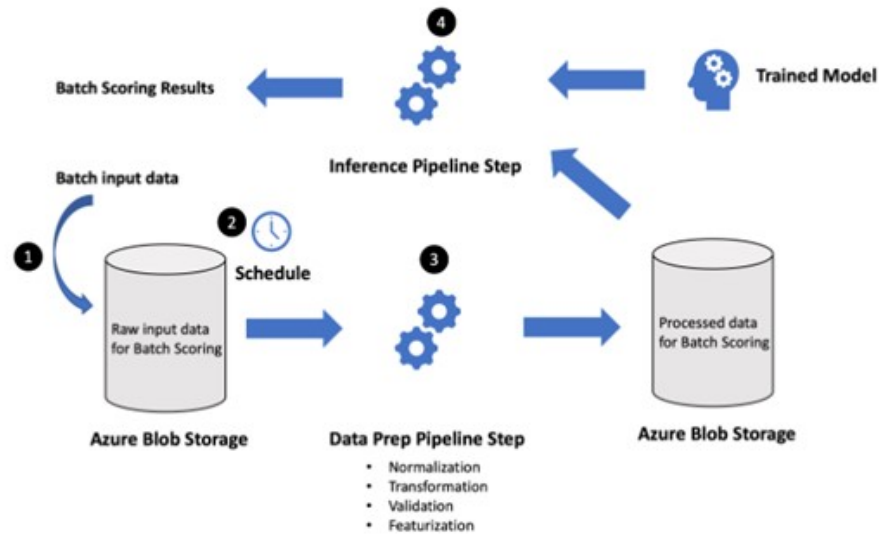 4
Batch Scoring Results
Trained Model
Inference Pipeline Step
Batch input data
1
2
Schedule
3
Raw input data
for Batch Scoring
Processed data
for Batch Scoring
Azure Blob Storage
Data Prep Pipeline Step
Azure Blob Storage
• Normalization
• Transformation
• Validation
• Featurization